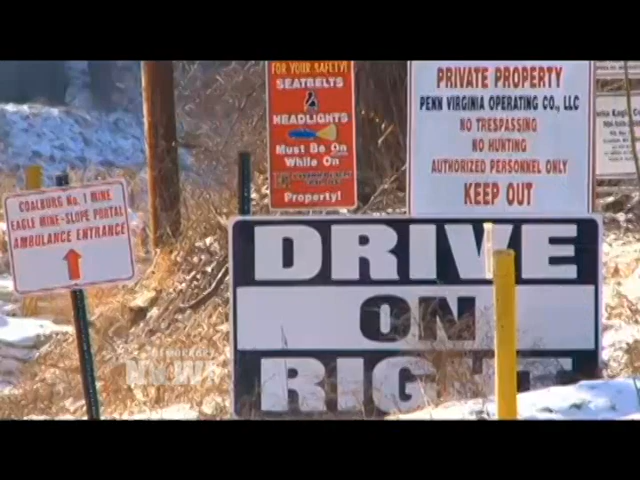 COALBURG No. 1 MINE
EAGLE MINE-SLOPE PORTAL
AMBULANCE ENTRANCE
FOR YOUR SAFETY!
SEATBELTS
&
HEADLIGHTS
Must Be On
While On
Property!
PRIVATE PROPERTY
PENN VIRGINIA OPERATING CO., LLC
NO TRESPASSING
NO HUNTING
AUTHORIZED PERSONNEL ONLY
KEEP OUT
DRIVE
ON
RIGHT
DEMOCRACY
NOW!